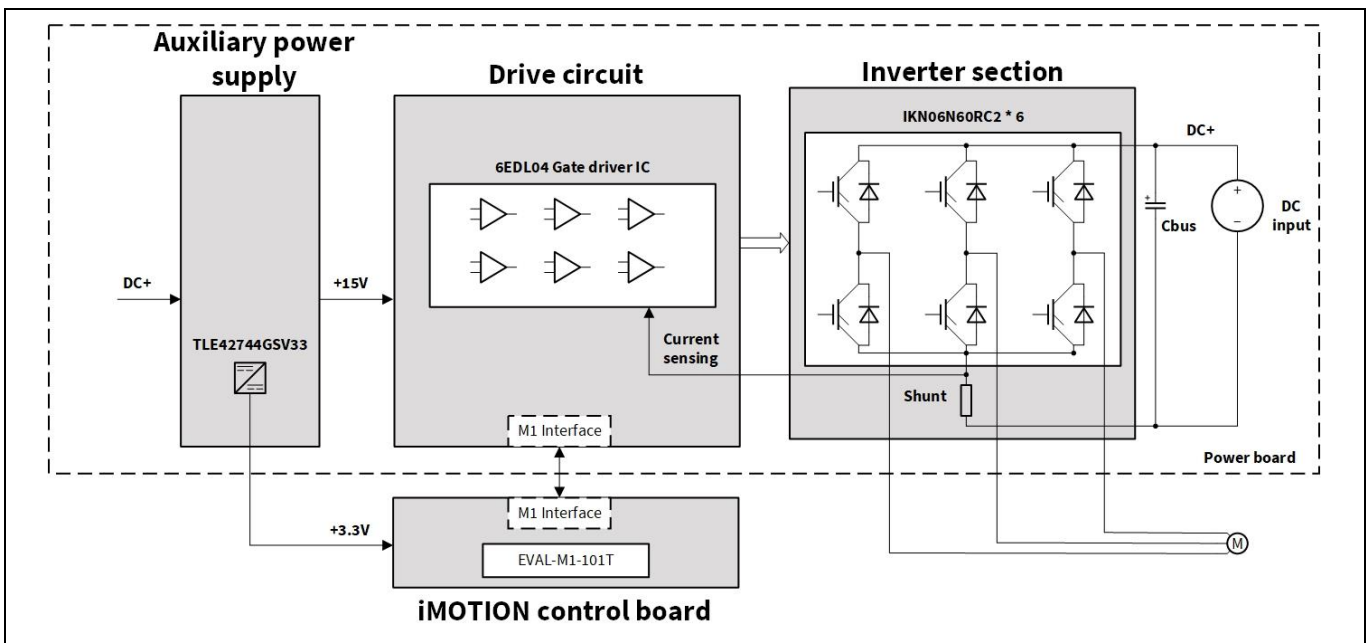 Auxiliary power
supply
Drive circuit
Inverter section
IKN06N60RC2 * 6
DC+
6EDL04 Gate driver IC
+
+
−
DC
input
Cbus
DC+
+15V
TLE42744GSV33
Current
sensing
Shunt
M1 Interface
Power board
M1 Interface
+3.3V
EVAL-M1-101T
M
iMOTION control board